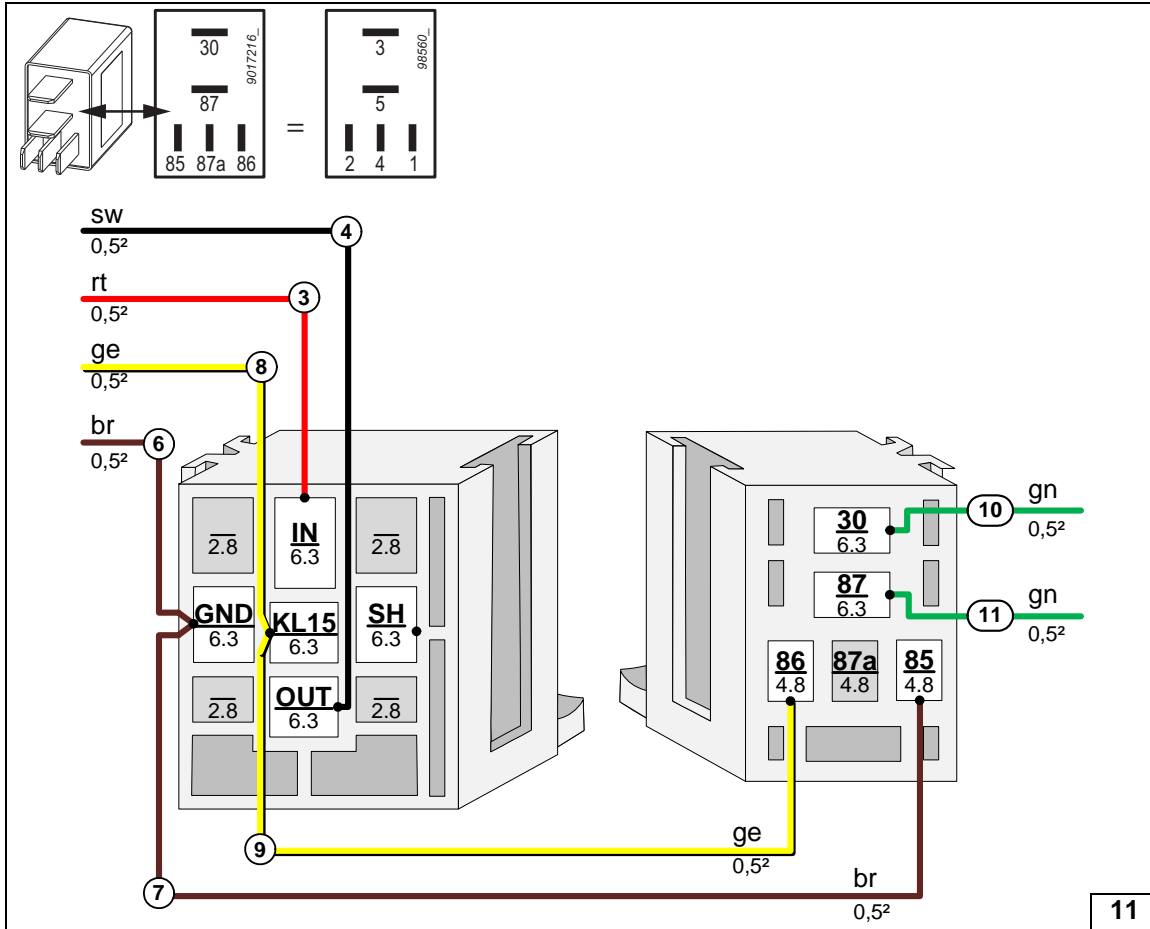 30
87
85 87a 86
9017216_
=
3
5
2 4 1
98560_
sw
0,5²
4
rt
0,5²
3
ge
0,5²
8
br
0,5²
6
2.8
IN
6.3
2.8
GND
6.3
KL15
6.3
SH
6.3
2.8
OUT
6.3
2.8
30
6.3
87
6.3
86
4.8
87a
4.8
85
4.8
10
gn
0,5²
11
gn
0,5²
9
ge
0,5²
7
br
0,5²
11